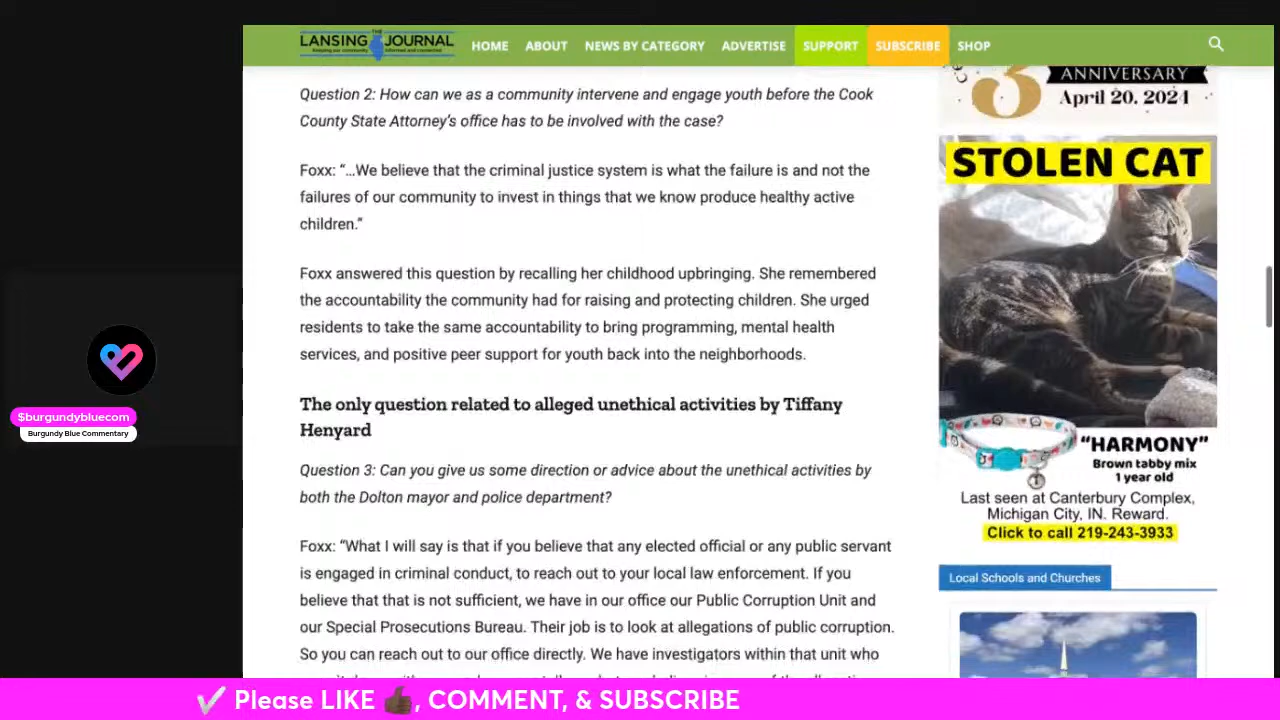 THE
LANSING JOURNAL
Keeping our community informed and connected
HOME ABOUT NEWS BY CATEGORY ADVERTISE SUPPORT SUBSCRIBE SHOP
Question 2: How can we as a community intervene and engage youth before the Cook
County State Attorney’s office has to be involved with the case?
Foxx: “…We believe that the criminal justice system is what the failure is and not the
failures of our community to invest in things that we know produce healthy active
children.”
Foxx answered this question by recalling her childhood upbringing. She remembered
the accountability the community had for raising and protecting children. She urged
residents to take the same accountability to bring programming, mental health
services, and positive peer support for youth back into the neighborhoods.
The only question related to alleged unethical activities by Tiffany
Henyard
Question 3: Can you give us some direction or advice about the unethical activities by
both the Dolton mayor and police department?
Foxx: “What I will say is that if you believe that any elected official or any public servant
is engaged in criminal conduct, to reach out to your local law enforcement. If you
believe that that is not sufficient, we have in our office our Public Corruption Unit and
our Special Prosecutions Bureau. Their job is to look at allegations of public corruption.
So you can reach out to our office directly. We have investigators within that unit who
3 ANNIVERSARY
April 20, 2024
STOLEN CAT
“HARMONY”
Brown tabby mix
1 year old
Last seen at Canterbury Complex,
Michigan City, IN. Reward.
Click to call 219-243-3933
Local Schools and Churches
$burgundybluecom
Burgundy Blue Commentary
Please LIKE , COMMENT, & SUBSCRIBE